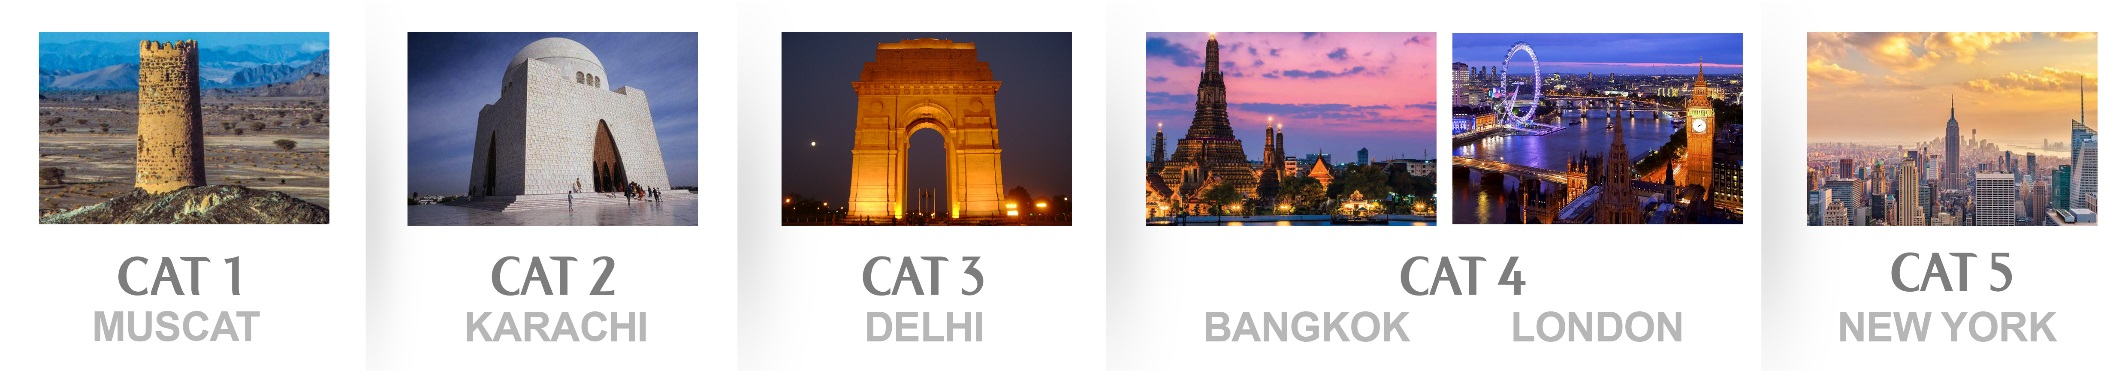 CAT 1
MUSCAT
CAT 2
KARACHI
CAT 3
DELHI
CAT 4
BANGKOK LONDON
CAT 5
NEW YORK